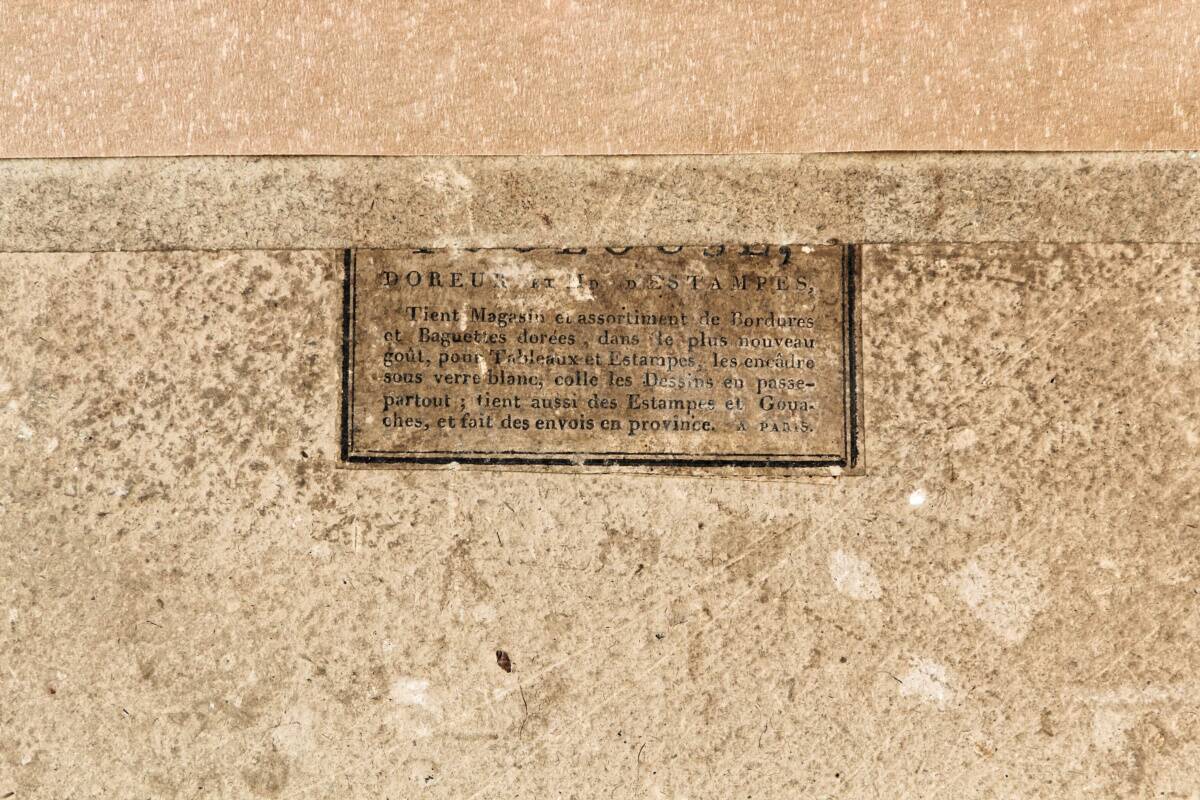 TOULOUSE,
DOREUR ET Md D'ESTAMPES,
Tient Magasin et assortiment de Bordures
et Baguettes dorées, dans le plus nouveau
goût, pour Tableaux et Estampes, les encâdre
sous verre blanc, colle les Dessins en passe-
partout ; tient aussi des Estampes et Goua-
ches, et fait des envois en province. A PARIS.